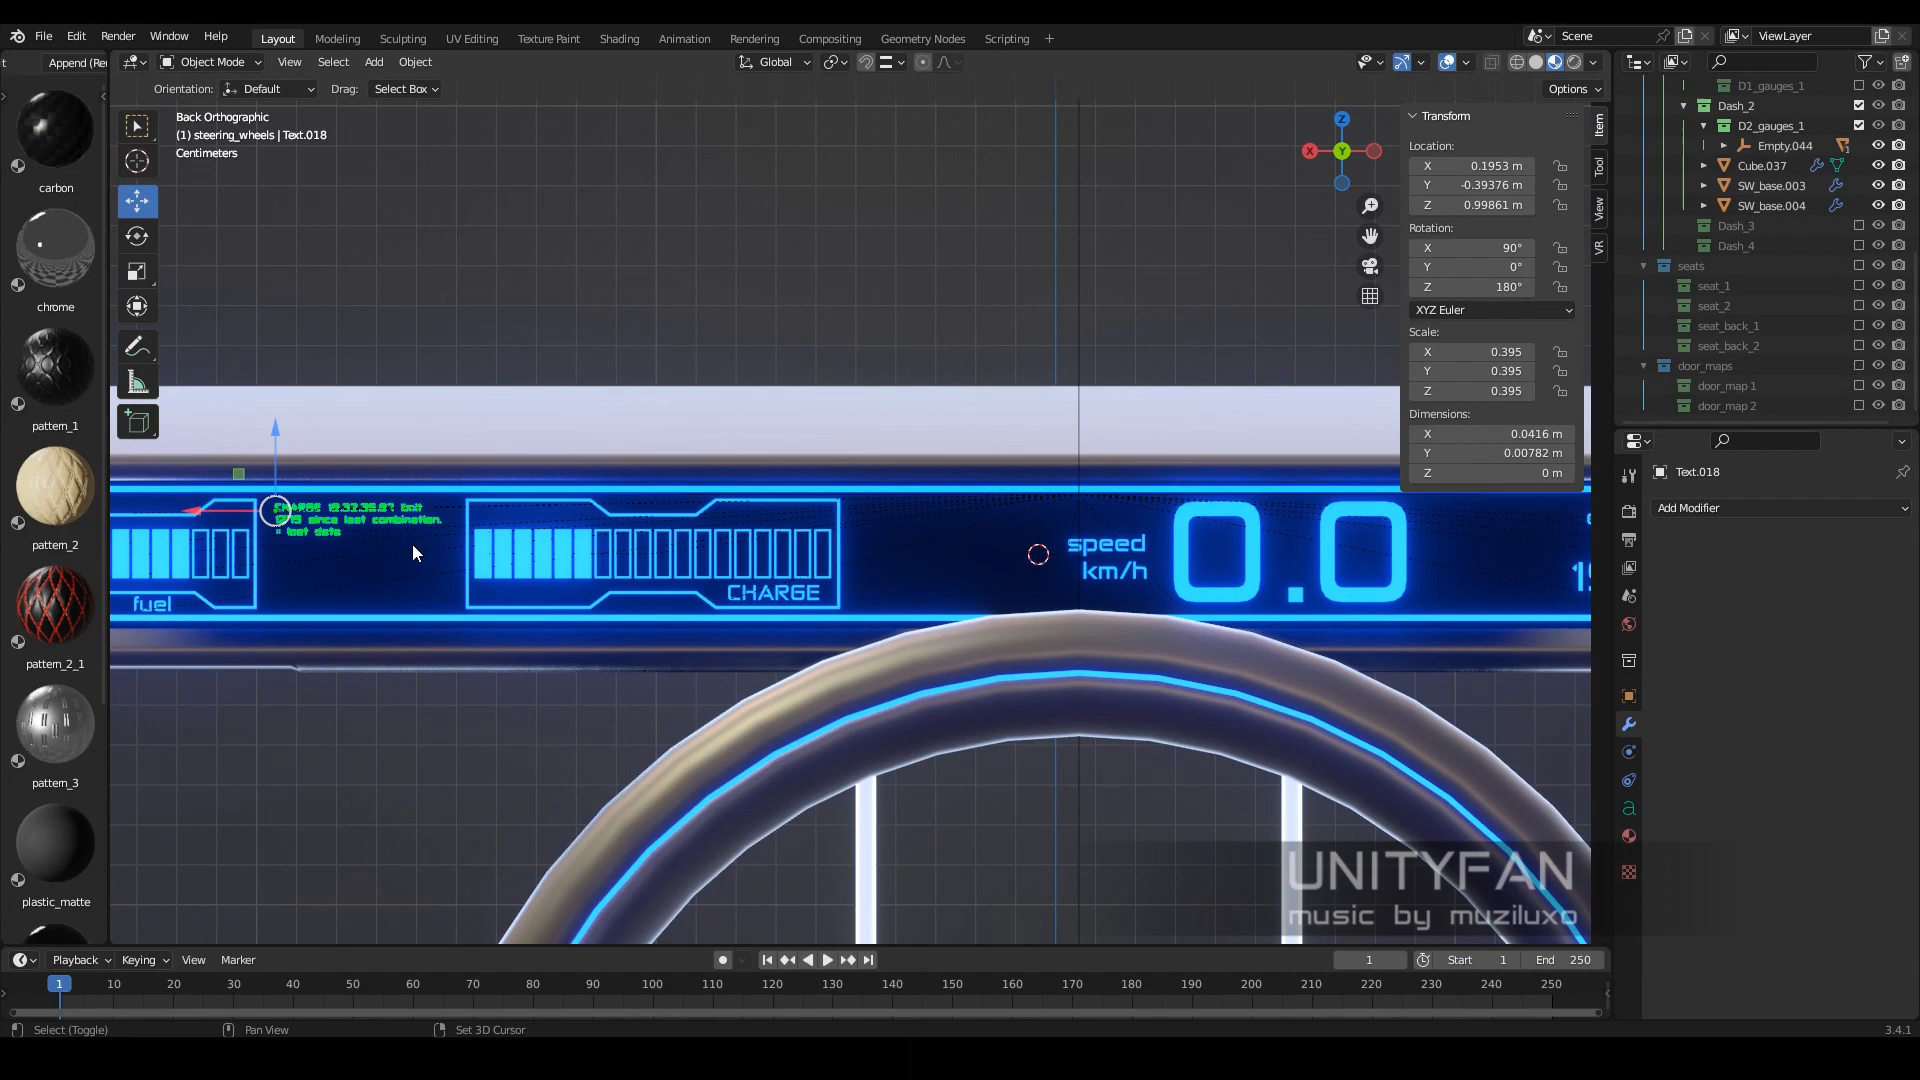 File Edit Render Window Help
Layout Modeling Sculpting UV Editing Texture Paint Shading Animation Rendering Compositing Geometry Nodes Scripting +
Scene
ViewLayer
Append (Re
Object Mode View Select Add Object
Global
Orientation: Default Drag: Select Box
Options
Back Orthographic
(1) steering_wheels | Text.018
Centimeters
carbon
chrome
pattern_1
pattern_2
pattern_2_1
pattern_3
plastic_matte
X Y Z
Transform
Location:
X 0.1953 m
Y -0.39376 m
Z 0.99861 m
Rotation:
X 90°
Y 0°
Z 180°
XYZ Euler
Scale:
X 0.395
Y 0.395
Z 0.395
Dimensions:
X 0.0416 m
Y 0.00782 m
Z 0 m
Item
Tool
View
VR
D1_gauges_1
Dash_2
D2_gauges_1
Empty.044
Cube.037
SW_base.003
SW_base.004
Dash_3
Dash_4
seats
seat_1
seat_2
seat_back_1
seat_back_2
door_maps
door_map 1
door_map 2
Text.018
Add Modifier
since last combination.
fuel
CHARGE
speed
km/h
0.0
UNITYFAN
music by muziluxo
Playback Keying View Marker
1 Start 1 End 250
1 10 20 30 40 50 60 70 80 90 100 110 120 130 140 150 160 170 180 190 200 210 220 230 240 250
Select (Toggle) Pan View Set 3D Cursor 3.4.1